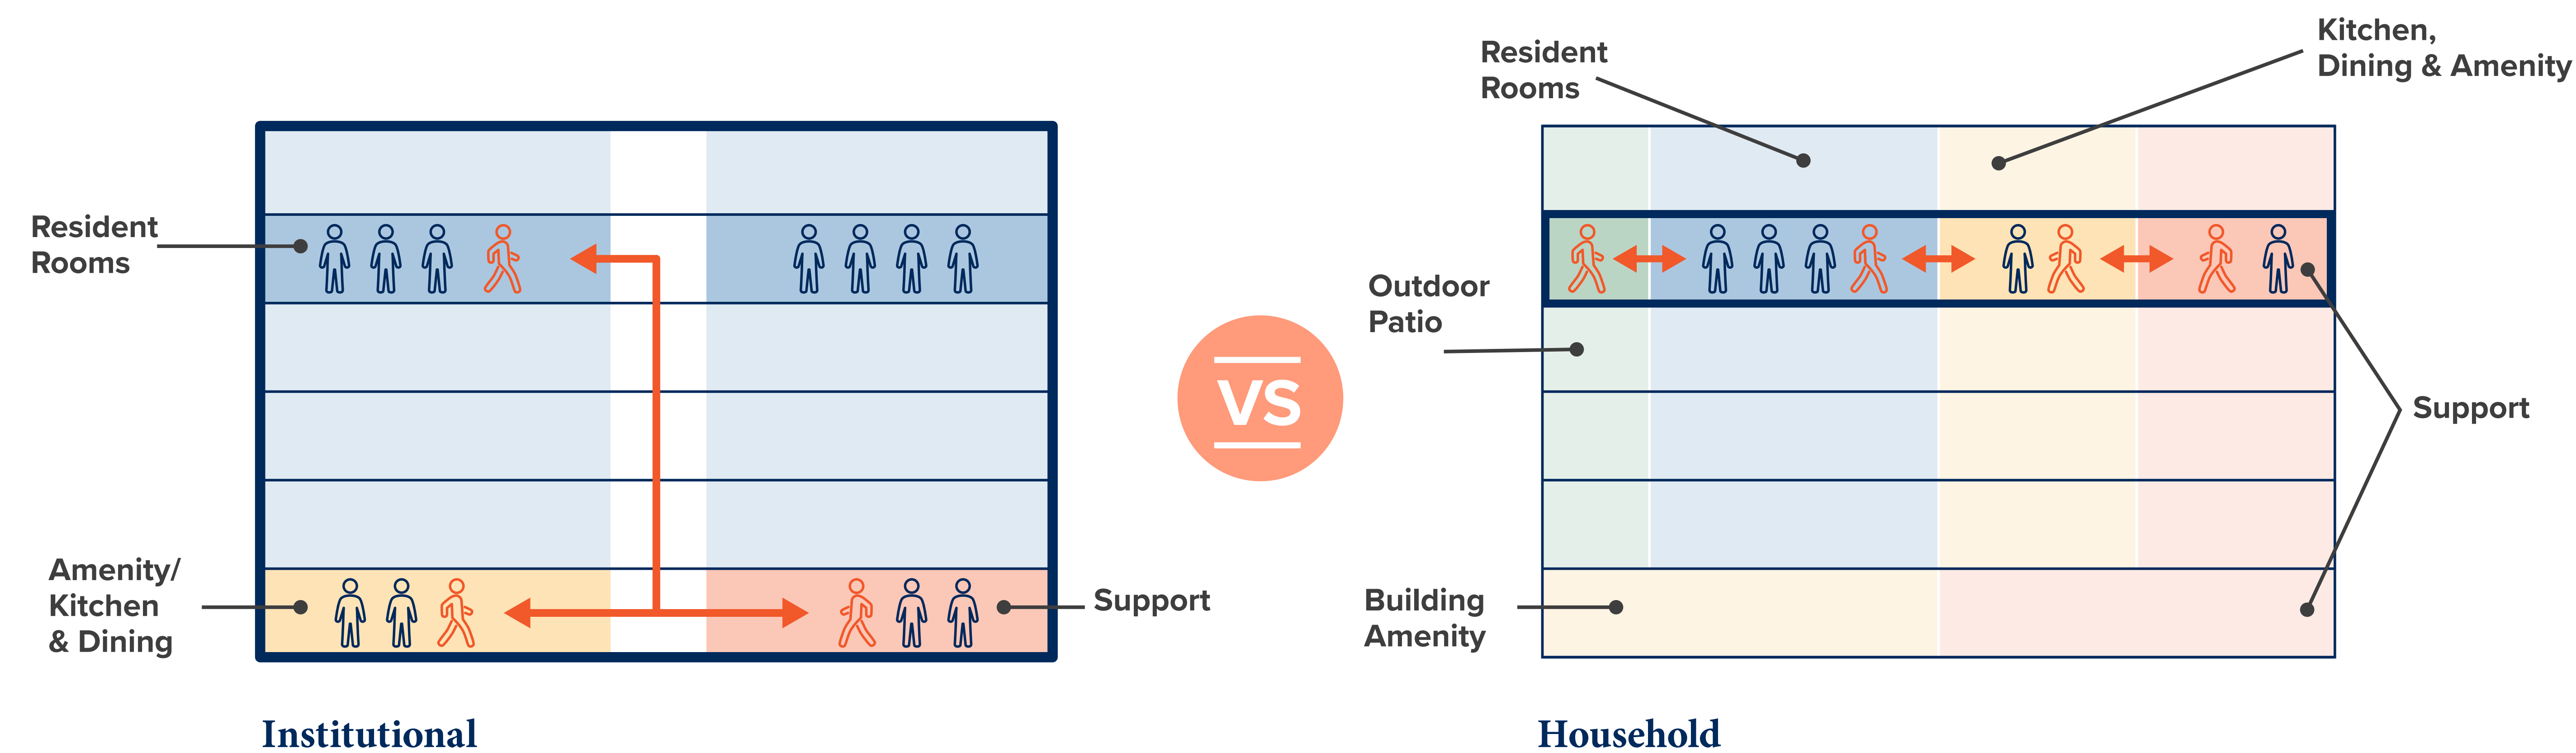 Resident
Rooms
Amenity/
Kitchen
& Dining
Support
Institutional
VS
Resident
Rooms
Kitchen,
Dining & Amenity
Outdoor
Patio
Support
Building
Amenity
Household